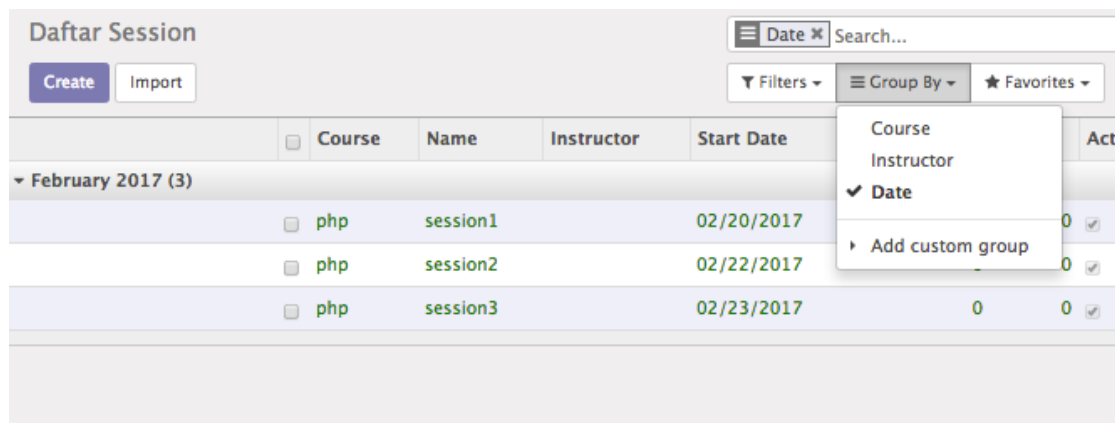 Daftar Session
Date Search...
Create Import
Filters Group By Favorites
Course Name Instructor Start Date Act
Course
Instructor
Date
Add custom group
February 2017 (3)
php session1 02/20/2017 0
php session2 02/22/2017 0
php session3 02/23/2017 0 0